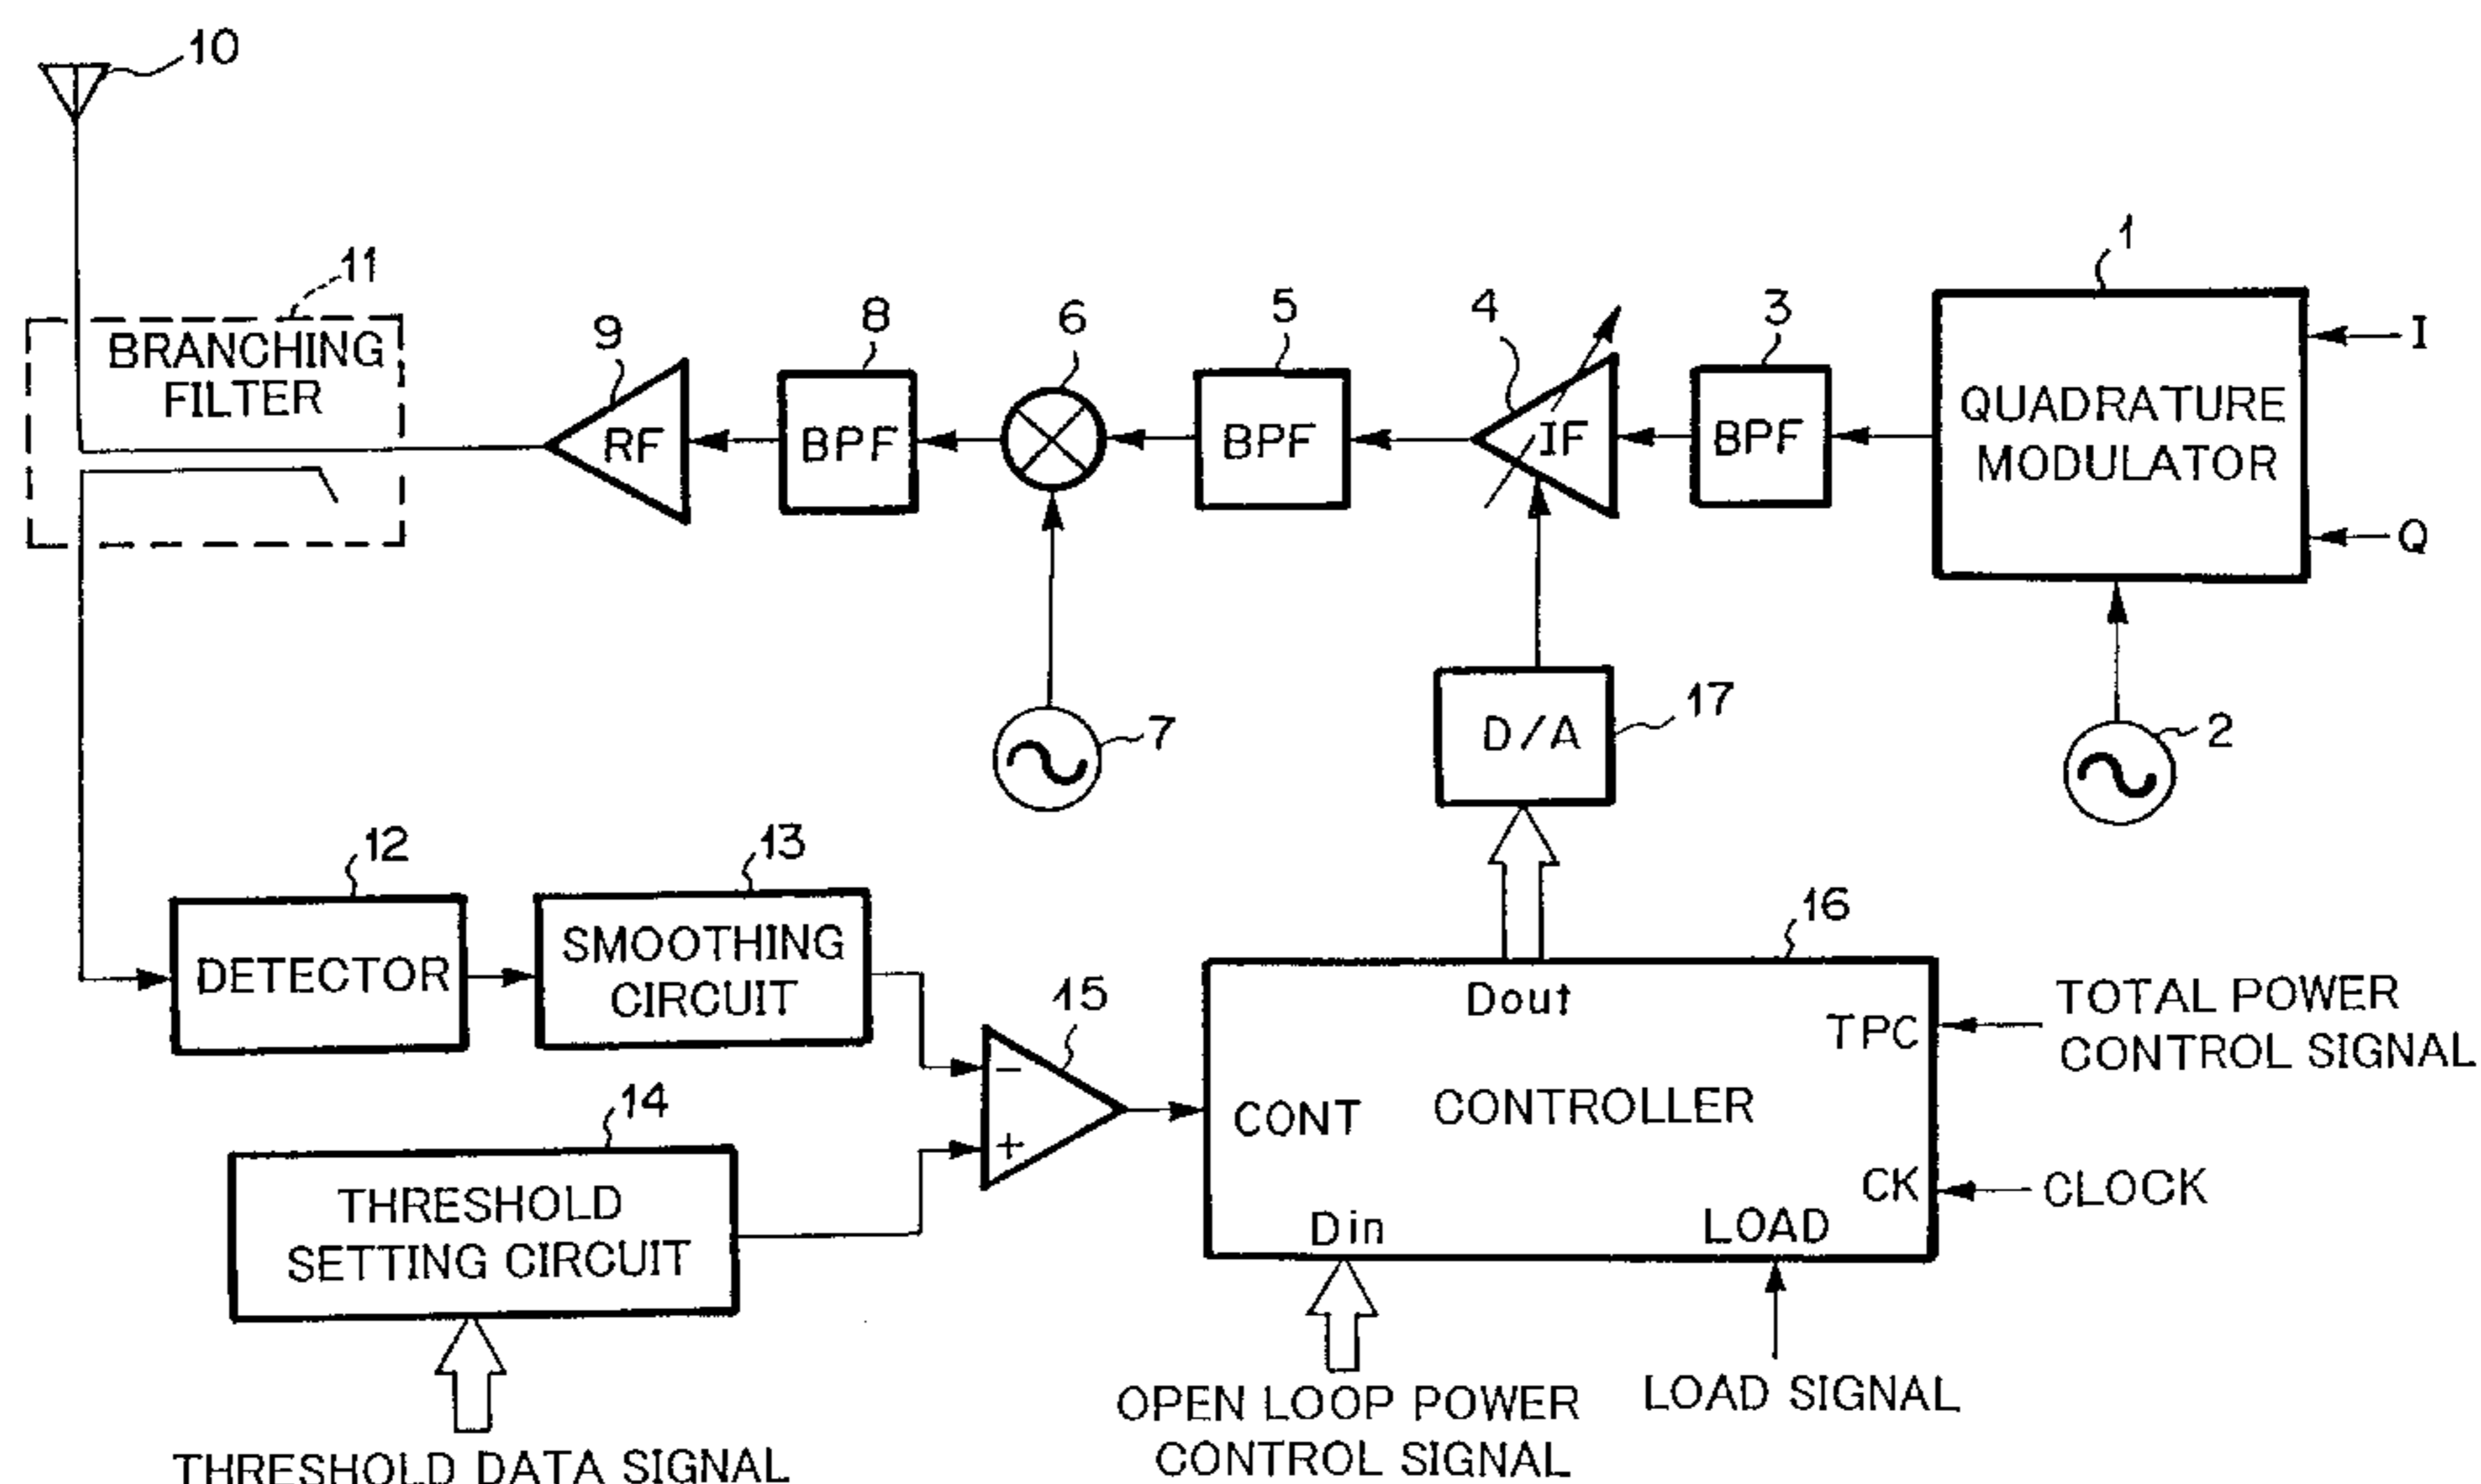 10
11
BRANCHING
FILTER
9
RF
8
BPF
6
5
BPF
4
IF
3
BPF
1
QUADRATURE
MODULATOR
I
Q
7
D/A
17
2
12
DETECTOR
13
SMOOTHING
CIRCUIT
14
THRESHOLD
SETTING CIRCUIT
THRESHOLD DATA SIGNAL
15
−
+
16
Dout
TPC
CONT
CONTROLLER
CK
Din
LOAD
TOTAL POWER
CONTROL SIGNAL
CLOCK
OPEN LOOP POWER
CONTROL SIGNAL
LOAD SIGNAL